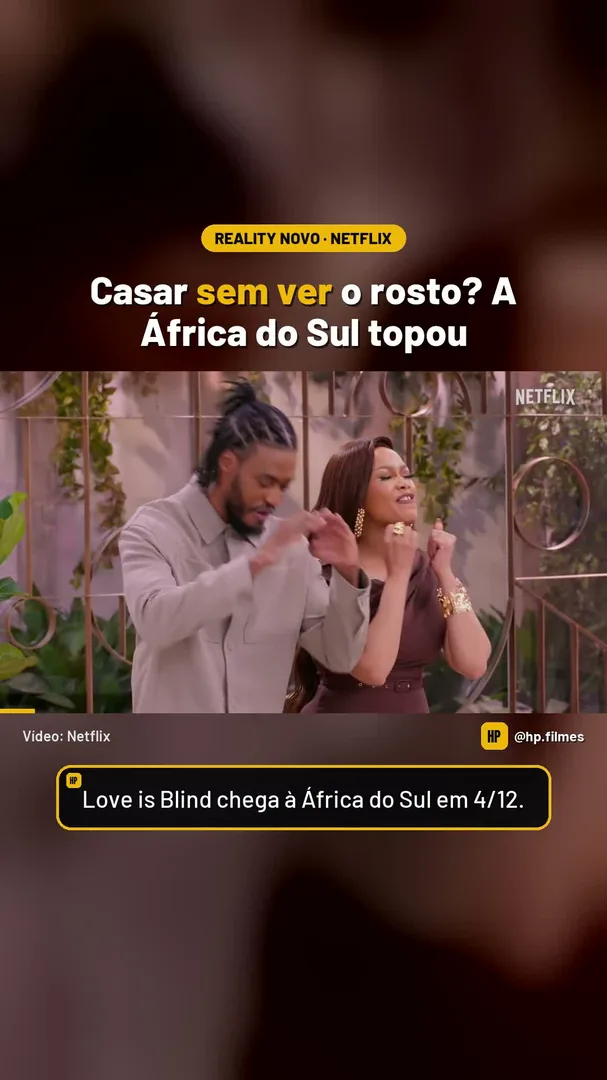 REALITY NOVO · NETFLIX
Casar sem ver o rosto? A
África do Sul topou
NETFLIX
Vídeo: Netflix
HP @hp.filmes
HP
Love is Blind chega à África do Sul em 4/12.